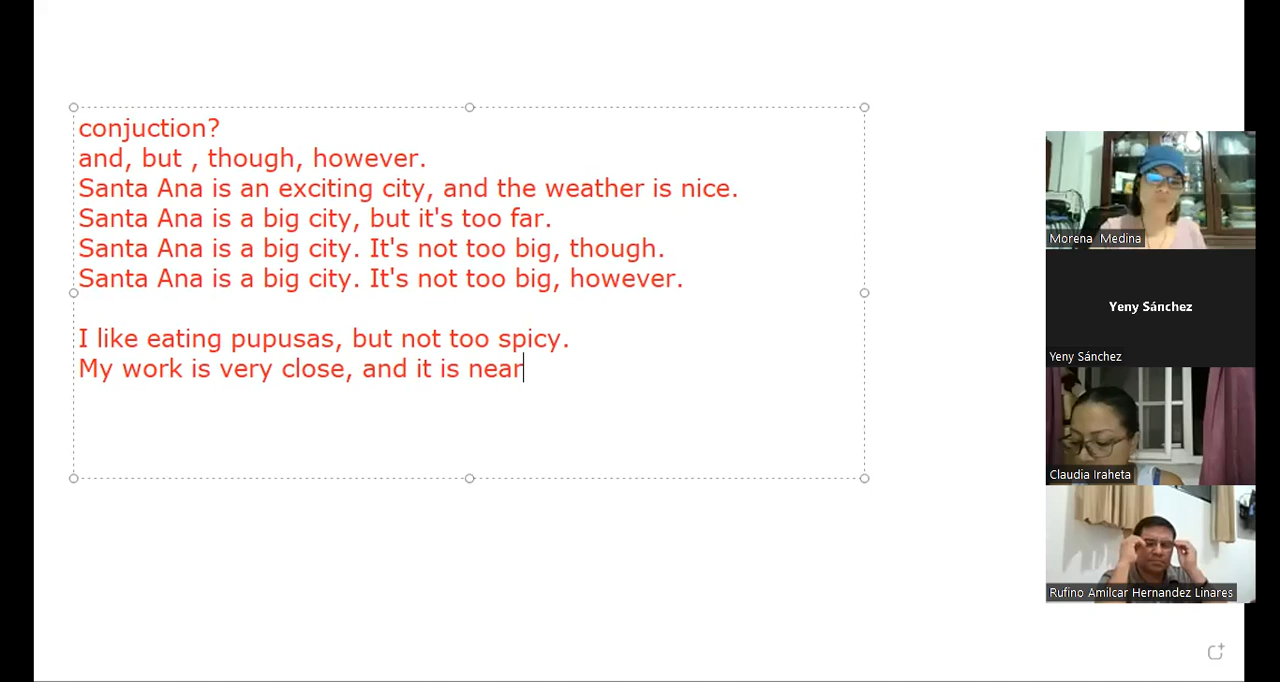 conjuction?
and, but , though, however.
Santa Ana is an exciting city, and the weather is nice.
Santa Ana is a big city, but it's too far.
Santa Ana is a big city. It's not too big, though.
Santa Ana is a big city. It's not too big, however.
I like eating pupusas, but not too spicy.
My work is very close, and it is near
Morena Medina
Yeny Sánchez
Yeny Sánchez
Claudia Iraheta
Rufino Amilcar Hernandez Linares